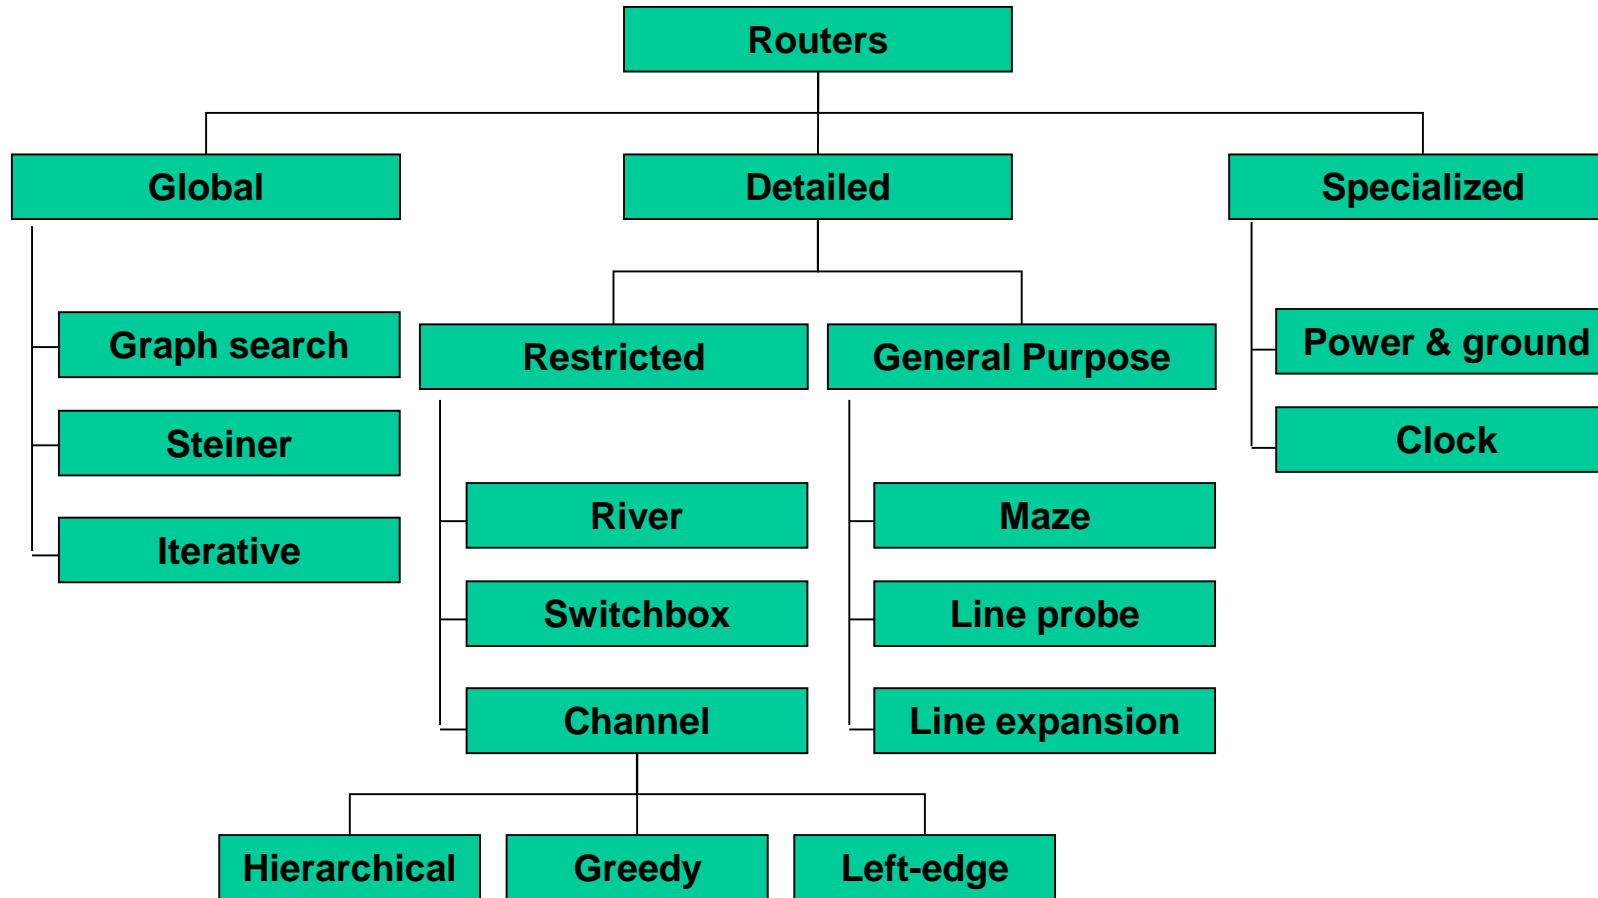 Routers
Global
Detailed
Specialized
Graph search
Restricted
General Purpose
Power & ground
Steiner
Clock
River
Maze
Iterative
Switchbox
Line probe
Channel
Line expansion
Hierarchical
Greedy
Left-edge